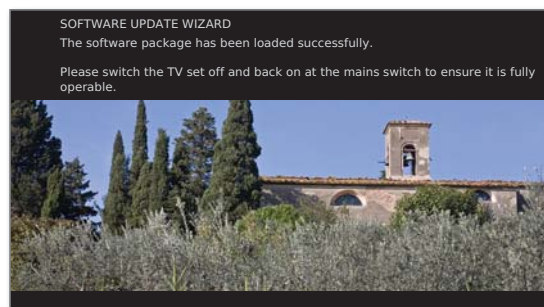 SOFTWARE UPDATE WIZARD
The software package has been loaded successfully.
Please switch the TV set off and back on at the mains switch to ensure it is fully
operable.